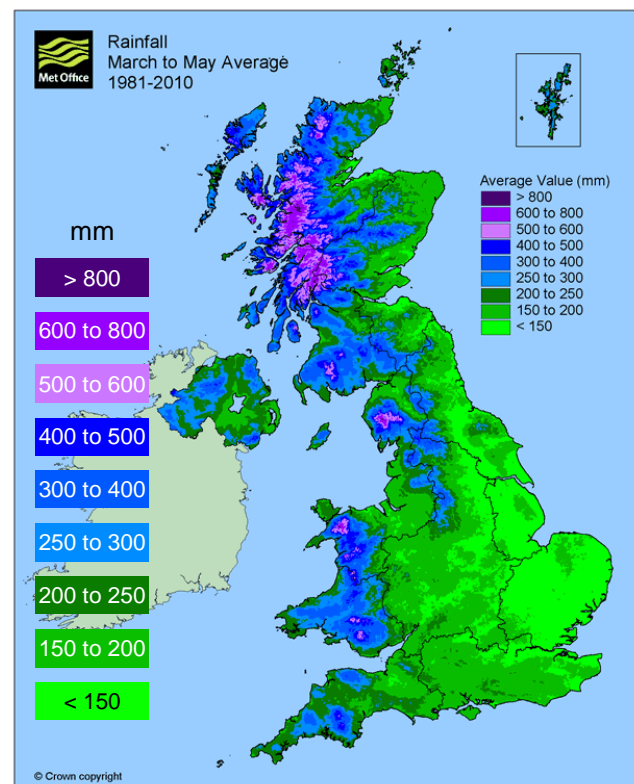 Met Office
Rainfall
March to May Average
1981-2010
Average Value (mm)
> 800
600 to 800
500 to 600
400 to 500
300 to 400
250 to 300
200 to 250
150 to 200
< 150
mm
> 800
600 to 800
500 to 600
400 to 500
300 to 400
250 to 300
200 to 250
150 to 200
< 150
© Crown copyright